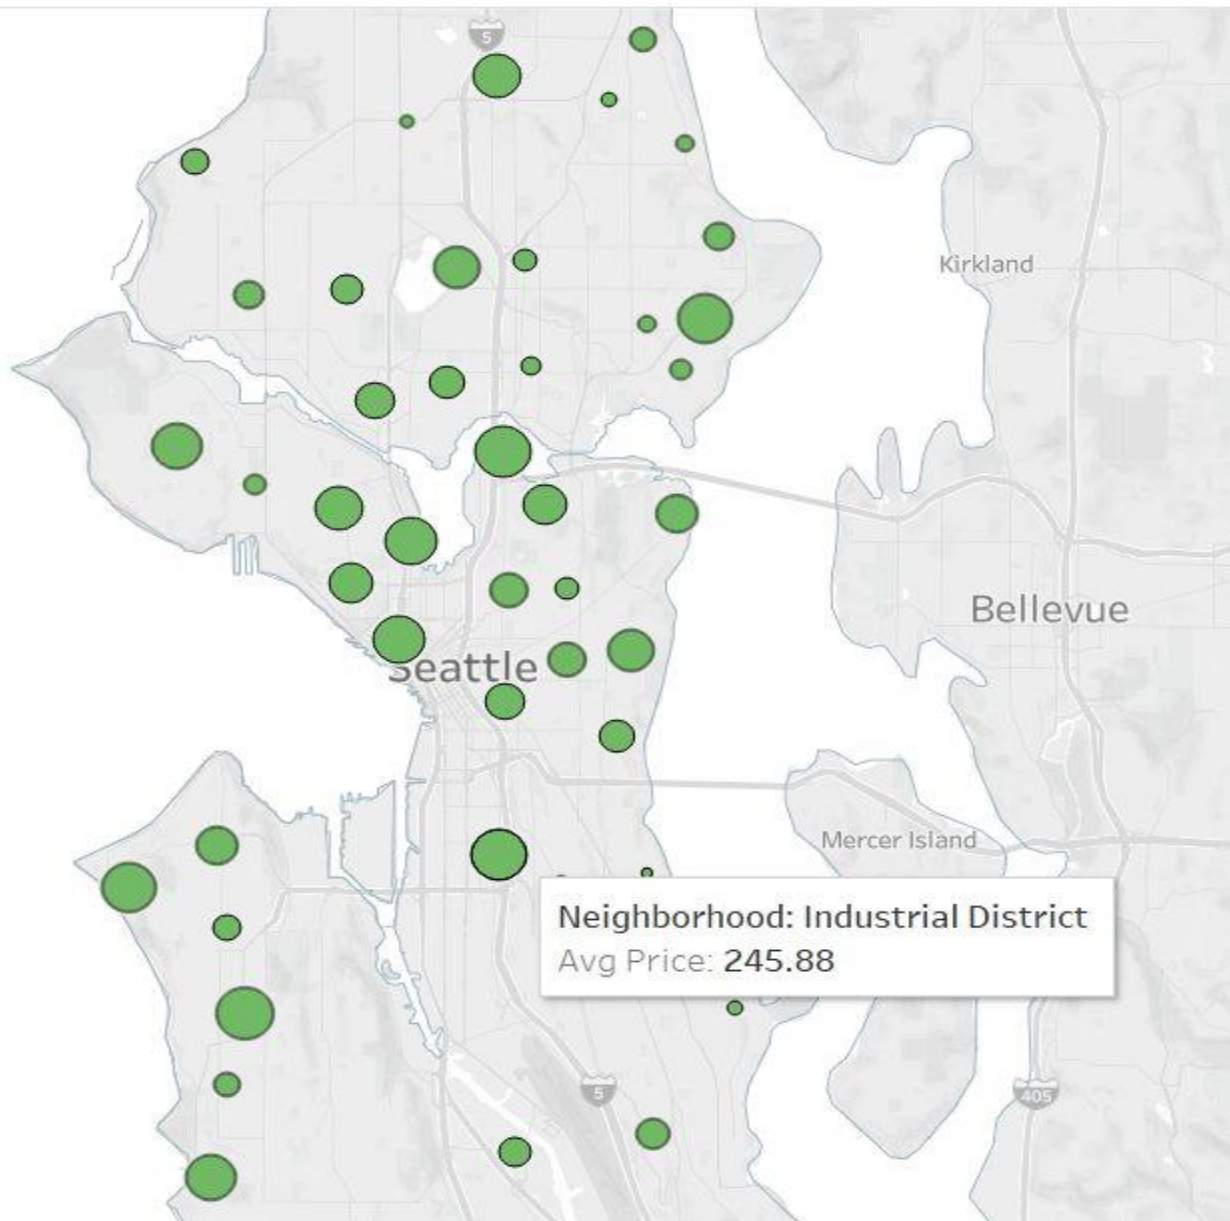 5
Kirkland
Bellevue
Seattle
Mercer Island
Neighborhood: Industrial District
Avg Price: 245.88
5
405